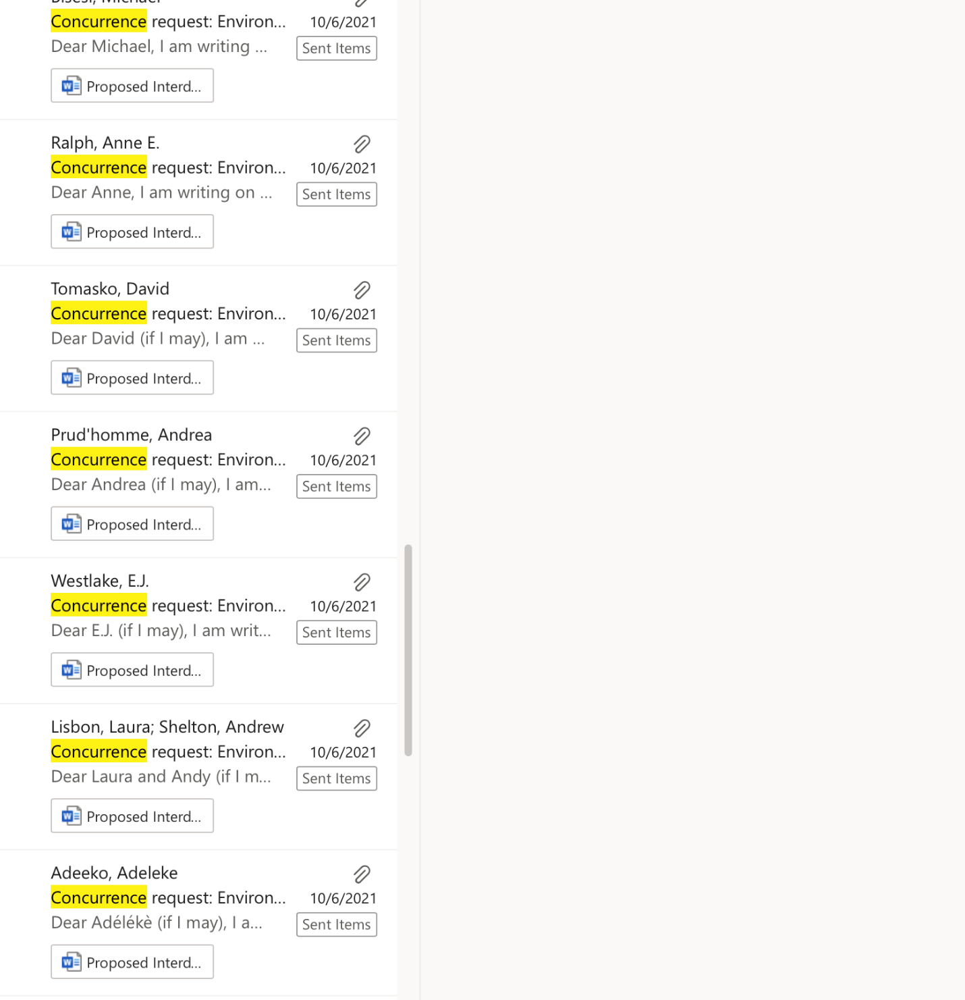 Bisesi, Michael
Concurrence request: Environ... 10/6/2021
Dear Michael, I am writing ... Sent Items
Proposed Interd...
Ralph, Anne E.
Concurrence request: Environ... 10/6/2021
Dear Anne, I am writing on ... Sent Items
Proposed Interd...
Tomasko, David
Concurrence request: Environ... 10/6/2021
Dear David (if I may), I am ... Sent Items
Proposed Interd...
Prud'homme, Andrea
Concurrence request: Environ... 10/6/2021
Dear Andrea (if I may), I am... Sent Items
Proposed Interd...
Westlake, E.J.
Concurrence request: Environ... 10/6/2021
Dear E.J. (if I may), I am writ... Sent Items
Proposed Interd...
Lisbon, Laura; Shelton, Andrew
Concurrence request: Environ... 10/6/2021
Dear Laura and Andy (if I m... Sent Items
Proposed Interd...
Adeeko, Adeleke
Concurrence request: Environ... 10/6/2021
Dear Adélékè (if I may), I a... Sent Items
Proposed Interd...